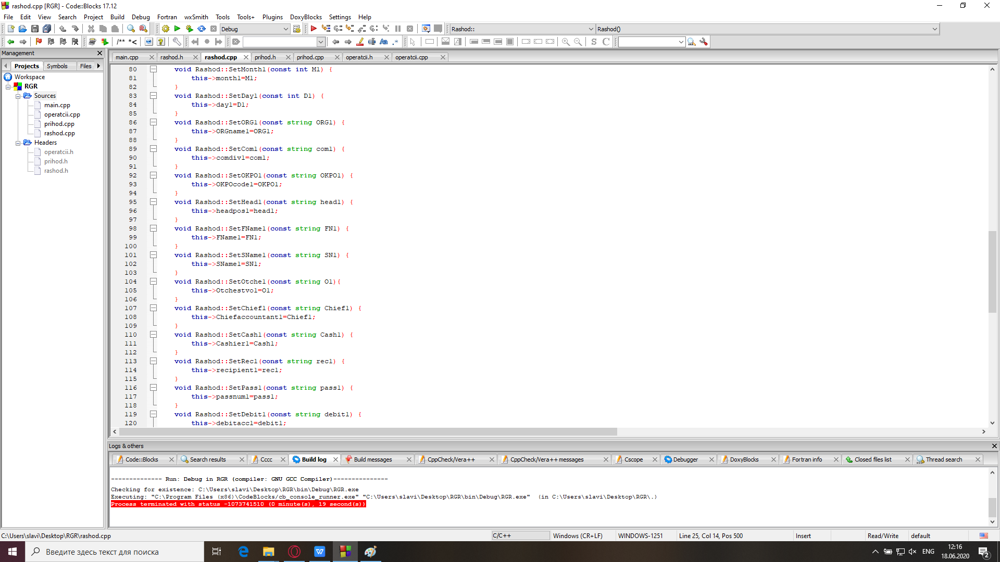 rashod.cpp [RGR] - Code::Blocks 17.12
File Edit View Search Project Build Debug Fortran wxSmith Tools Tools+ Plugins DoxyBlocks Settings Help
Debug Rashod:: Rashod()
/** *< Aa .* S C
Management
main.cpp rashod.h rashod.cpp prihod.h prihod.cpp operatcii.h operatcii.cpp
Projects Symbols Files
Workspace
RGR
Sources
main.cpp
operatcii.cpp
prihod.cpp
rashod.cpp
Headers
operatcii.h
prihod.h
rashod.h
80 void Rashod::SetMonth1(const int M1) {
81 this->month1=M1;
82 }
83 void Rashod::SetDay1(const int D1) {
84 this->day1=D1;
85 }
86 void Rashod::SetORG1(const string ORG1) {
87 this->ORGname1=ORG1;
88 }
89 void Rashod::SetCom1(const string com1) {
90 this->comdiv1=com1;
91 }
92 void Rashod::SetOKPO1(const string OKPO1) {
93 this->OKPOcode1=OKPO1;
94 }
95 void Rashod::SetHead1(const string head1) {
96 this->headpos1=head1;
97 }
98 void Rashod::SetFName1(const string FN1) {
99 this->FName1=FN1;
100 }
101 void Rashod::SetSName1(const string SN1) {
102 this->SName1=SN1;
103 }
104 void Rashod::SetOtche1(const string O1){
105 this->Otchestvo1=O1;
106 }
107 void Rashod::SetChief1(const string Chief1) {
108 this->Chiefaccountant1=Chief1;
109 }
110 void Rashod::SetCash1(const string Cash1) {
111 this->Cashier1=Cash1;
112 }
113 void Rashod::SetRec1(const string rec1) {
114 this->recipient1=rec1;
115 }
116 void Rashod::SetPass1(const string pass1) {
117 this->passnum1=pass1;
118 }
119 void Rashod::SetDebit1(const string debit1) {
120 this->debitacc1=debit1;
Logs & others
Code::Blocks Search results Cccc Build log Build messages CppCheck/Vera++ CppCheck/Vera++ messages Cscope Debugger DoxyBlocks Fortran info Closed files list Thread search
-------------- Run: Debug in RGR (compiler: GNU GCC Compiler)---------------
Checking for existence: C:\Users\slavi\Desktop\RGR\bin\Debug\RGR.exe
Executing: "C:\Program Files (x86)\CodeBlocks/cb_console_runner.exe" "C:\Users\slavi\Desktop\RGR\bin\Debug\RGR.exe"  (in C:\Users\slavi\Desktop\RGR\.)
Process terminated with status -1073741510 (0 minute(s), 19 second(s))
C:\Users\slavi\Desktop\RGR\rashod.cpp C/C++ Windows (CR+LF) WINDOWS-1251 Line 25, Col 14, Pos 500 Insert Read/Write default
Введите здесь текст для поиска ENG 12:16
18.06.2020 2